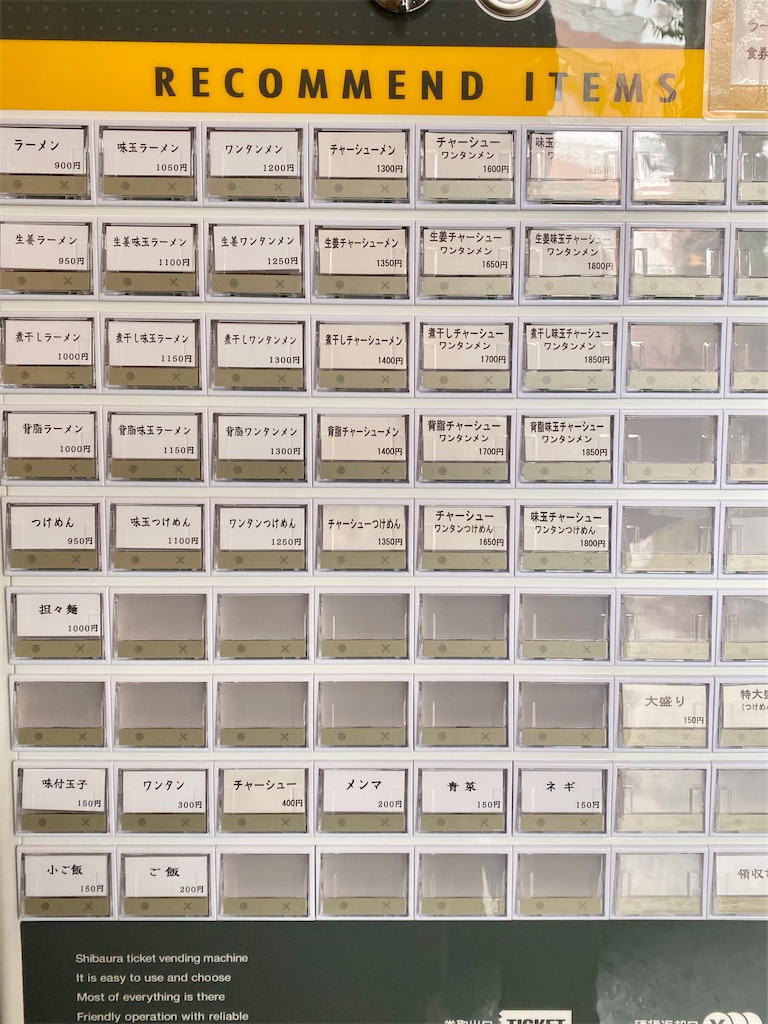 RECOMMEND ITEMS
食券
ラーメン
900円
味玉ラーメン
1050円
ワンタンメン
1200円
チャーシューメン
1300円
チャーシュー
ワンタンメン
1600円
味玉
ワンタンメン
1750円
生姜ラーメン
950円
生姜味玉ラーメン
1100円
生姜ワンタンメン
1250円
生姜チャーシューメン
1350円
生姜チャーシュー
ワンタンメン
1650円
生姜味玉チャーシュー
ワンタンメン
1800円
煮干しラーメン
1000円
煮干し味玉ラーメン
1150円
煮干しワンタンメン
1300円
煮干しチャーシューメン
1400円
煮干しチャーシュー
ワンタンメン
1700円
煮干し味玉チャーシュー
ワンタンメン
1850円
背脂ラーメン
1000円
背脂味玉ラーメン
1150円
背脂ワンタンメン
1300円
背脂チャーシューメン
1400円
背脂チャーシュー
ワンタンメン
1700円
背脂味玉チャーシュー
ワンタンメン
1850円
つけめん
950円
味玉つけめん
1100円
ワンタンつけめん
1250円
チャーシューつけめん
1350円
チャーシュー
ワンタンつけめん
1650円
味玉チャーシュー
ワンタンつけめん
1800円
担々麺
1000円
大盛り
150円
特大盛
(つけめん
味付玉子
150円
ワンタン
300円
チャーシュー
400円
メンマ
200円
青菜
150円
ネギ
150円
小ご飯
150円
ご飯
200円
領収
Shibaura ticket vending machine
It is easy to use and choose
Most of everything is there
Friendly operation with reliable
TICKET